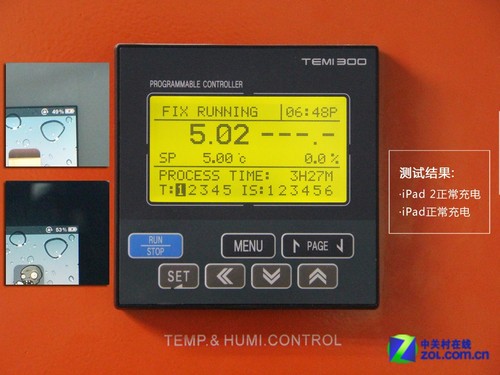 TEMI300
PROGRAMMABLE CONTROLLER
FIX RUNNING 06:48P
5.02 ---.-
SP 5.00℃ 0.0%
PROCESS TIME: 3H27M
T:12345 IS:123456
RUN
STOP
MENU
PAGE
SET
TEMP.& HUMI.CONTROL
49%
53%
测试结果:
·iPad 2正常充电
·iPad正常充电
Z
中关村在线
ZOL.COM.CN